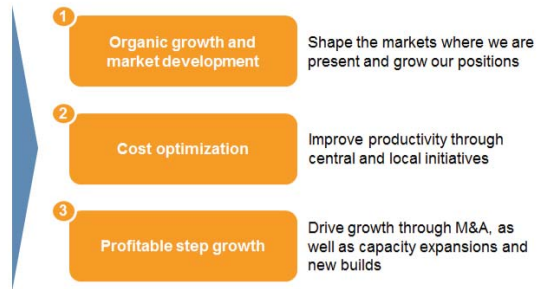 1
Organic growth and
market development
Shape the markets where we are
present and grow our positions
2
Cost optimization
Improve productivity through
central and local initiatives
3
Profitable step growth
Drive growth through M&A, as
well as capacity expansions and
new builds